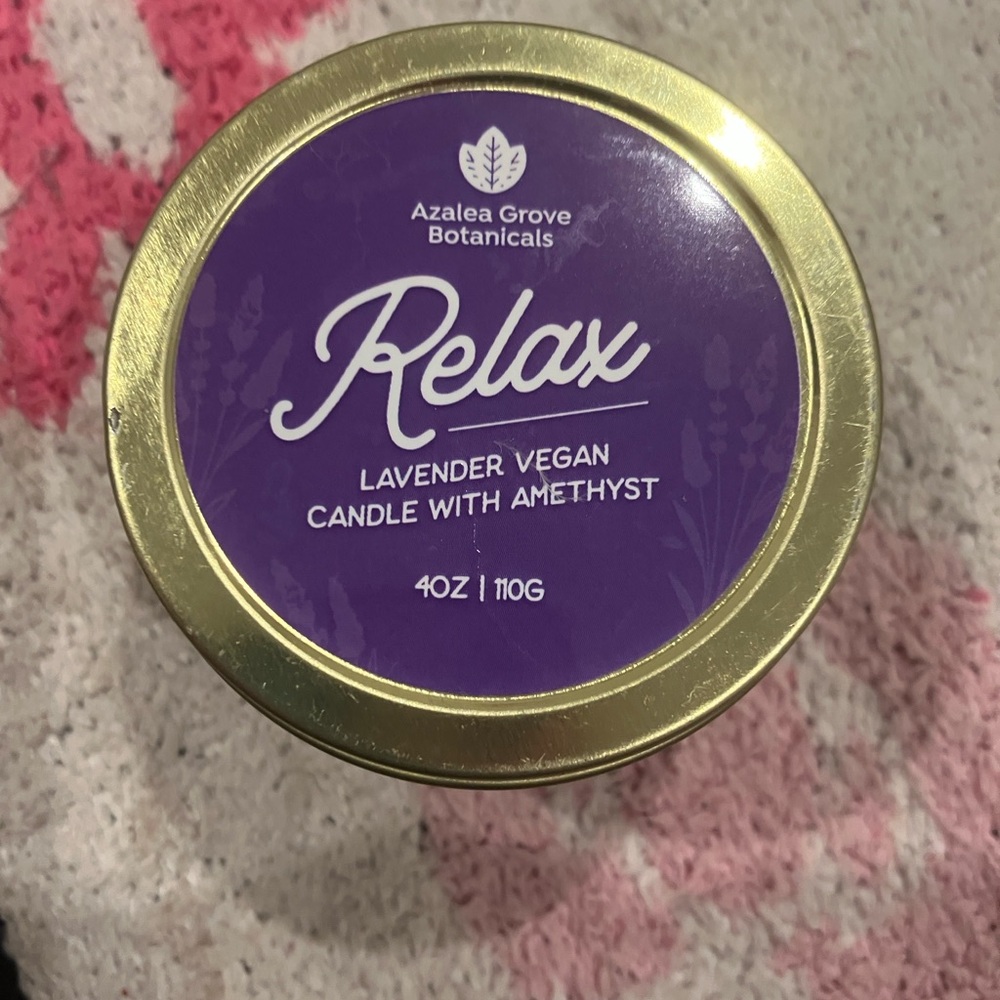 Azalea Grove
Botanicals
Relax
LAVENDER VEGAN
CANDLE WITH AMETHYST
4OZ | 110G